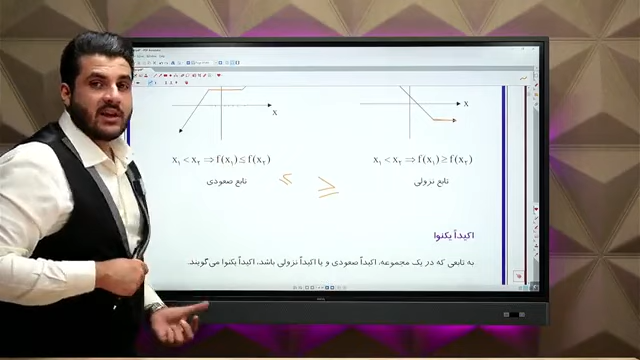 x x
x₁ < x₂ ⇒ f(x₁) ≤ f(x₂) x₁ < x₂ ⇒ f(x₁) ≥ f(x₂)
تابع نزولی تابع صعودی
≤ ≥
اکیداً یکنوا
به تابعی که در یک مجموعه، اکیداً صعودی و یا اکیداً نزولی باشد، اکیداً یکنوا می گویند.